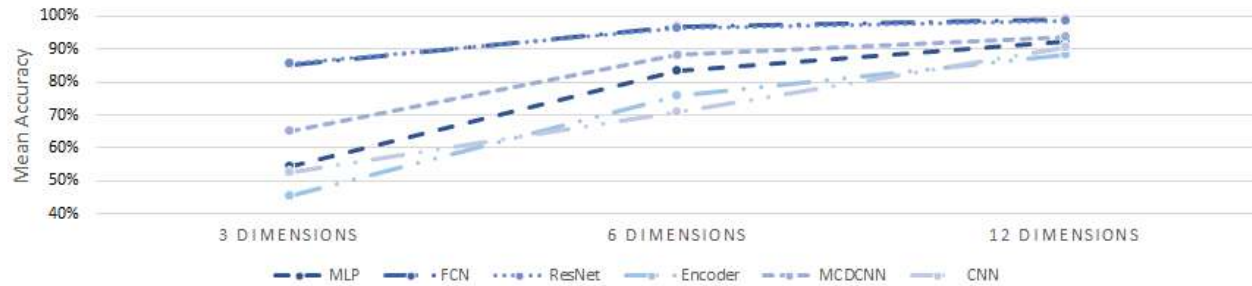 Mean Accuracy
100%
90%
80%
70%
60%
50%
40%
3 DIMENSIONS 6 DIMENSIONS 12 DIMENSIONS
MLP FCN ResNet Encoder MCDCNN CNN